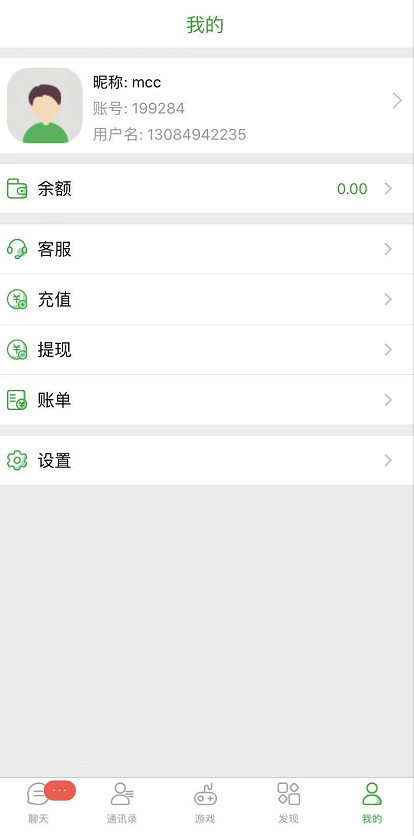 我的
昵称: mcc
账号: 199284
用户名: 13084942235
余额 0.00
客服
充值
提现
账单
设置
···
聊天 通讯录 游戏 发现 我的